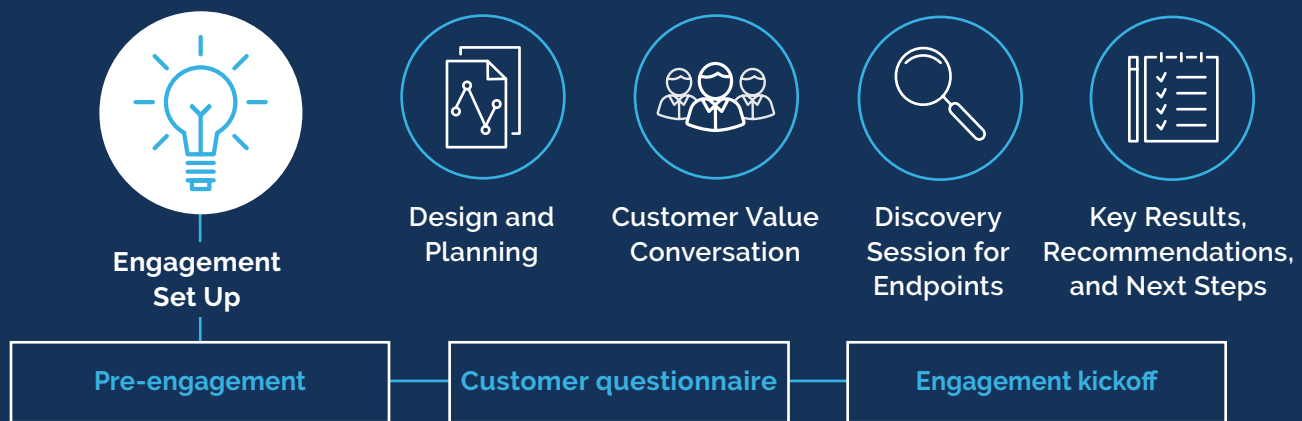 Engagement
Set Up
Design and
Planning
Customer Value
Conversation
Discovery
Session for
Endpoints
Key Results,
Recommendations,
and Next Steps
Pre-engagement
Customer questionnaire
Engagement kickoff